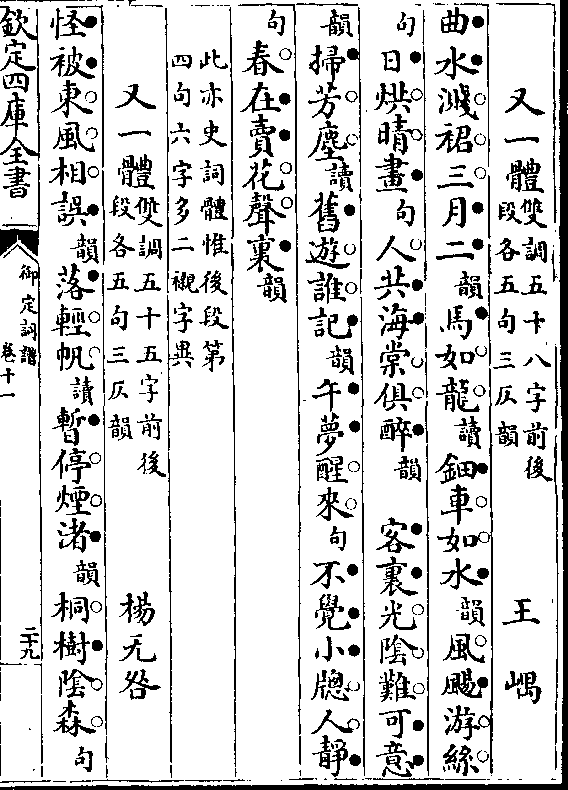 又一體雙調五十八字前後段各五句三仄韻 王嵎
曲水濺裙三月二韻馬如龍讀鈿車如水韻風颺游絲
句日烘晴晝句人共海棠俱醉韻 客裏光陰難可意
韻掃芳塵讀舊遊誰記韻午夢醒來句不覺小牕人靜
句春在賣花聲裏韻
此亦史詞體惟後段第
四句六字多二襯字異
又一體雙調五十五字前後段各五句三仄韻 楊无咎
怪被東風相誤韻落輕帆讀暫停煙渚韻桐樹陰森句
欽定四庫全書 御定詞譜 卷十一 二十九